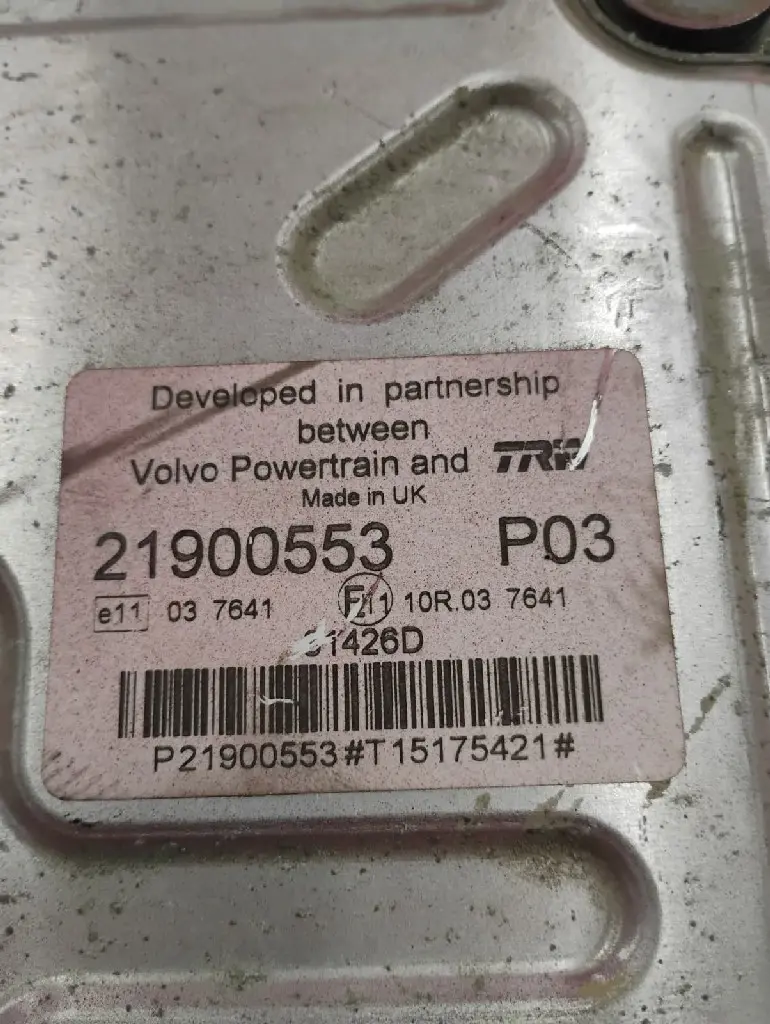 Developed in partnership
between
Volvo Powertrain and TRW
Made in UK
21900553 P03
e11 03 7641 E11 10R.03 7641
P21900553#T15175421#